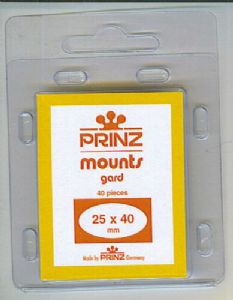 PRINZ
mounts
gard
40 pieces
25 x 40
mm
Made by PRINZ Germany